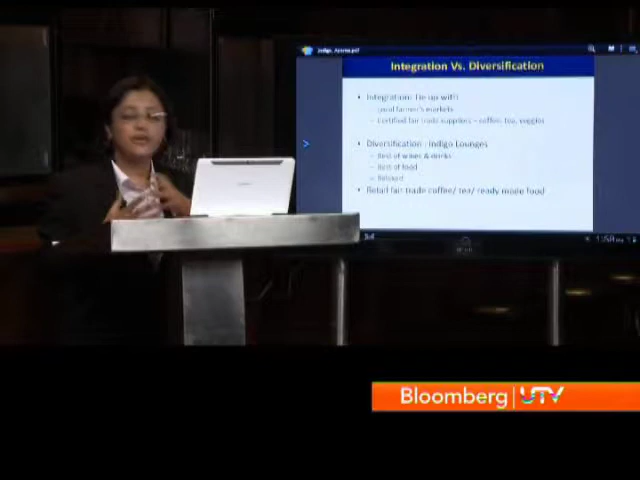 Integration Vs. Diversification
• Integration: Tie up with
– Local farmer's markets
– Certified fair trade suppliers – coffee, tea, veggies
• Diversification - Indigo Lounges
– Best of wines & drinks
– Best of food
– Relaxed
• Retail fair trade coffee/ tea/ ready made food
Bloomberg | UTV